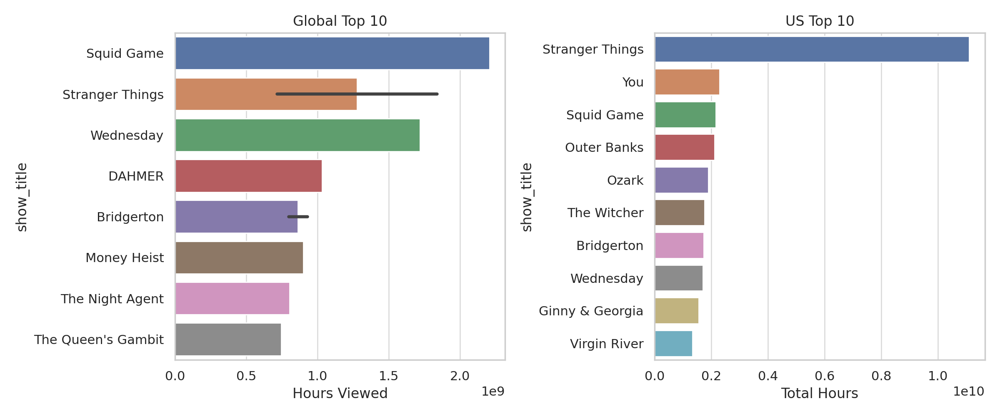 Global Top 10
show_title
Squid Game
Stranger Things
Wednesday
DAHMER
Bridgerton
Money Heist
The Night Agent
The Queen's Gambit
0.0 0.5 1.0 1.5 2.0
1e9
Hours Viewed
US Top 10
show_title
Stranger Things
You
Squid Game
Outer Banks
Ozark
The Witcher
Bridgerton
Wednesday
Ginny & Georgia
Virgin River
0.0 0.2 0.4 0.6 0.8 1.0
1e10
Total Hours